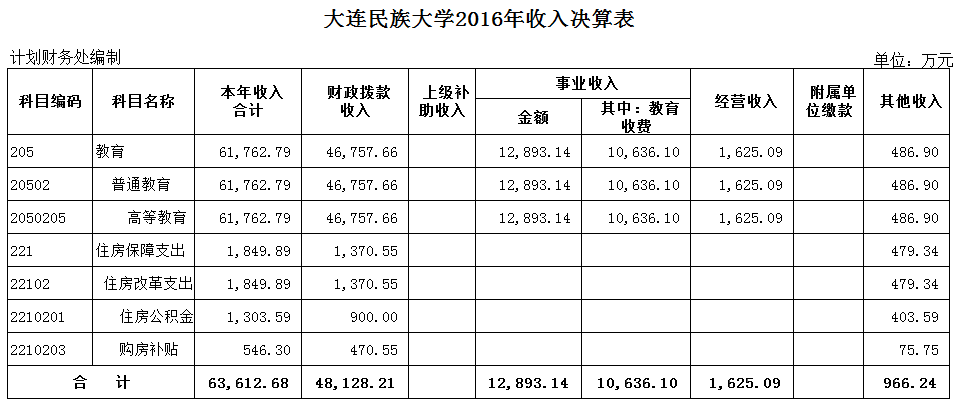 大连民族大学2016年收入决算表
计划财务处编制 单位：万元
科目编码 科目名称 本年收入合计 财政拨款收入 上级补助收入 事业收入 经营收入 附属单位缴款 其他收入
金额 其中：教育收费
205 教育 61,762.79 46,757.66 12,893.14 10,636.10 1,625.09 486.90
20502 普通教育 61,762.79 46,757.66 12,893.14 10,636.10 1,625.09 486.90
2050205 高等教育 61,762.79 46,757.66 12,893.14 10,636.10 1,625.09 486.90
221 住房保障支出 1,849.89 1,370.55 479.34
22102 住房改革支出 1,849.89 1,370.55 479.34
2210201 住房公积金 1,303.59 900.00 403.59
2210203 购房补贴 546.30 470.55 75.75
合 计 63,612.68 48,128.21 12,893.14 10,636.10 1,625.09 966.24